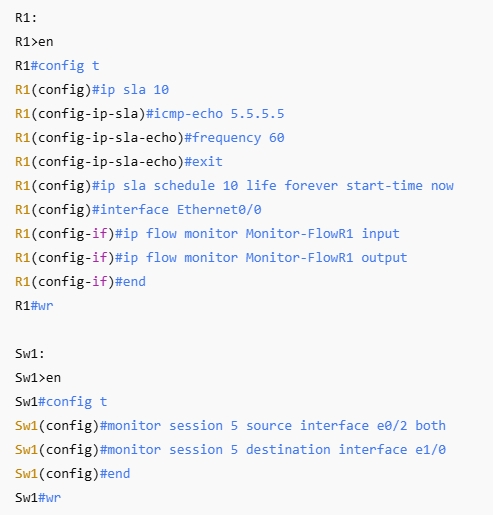 R1:
R1>en
R1#config t
R1(config)#ip sla 10
R1(config-ip-sla)#icmp-echo 5.5.5.5
R1(config-ip-sla-echo)#frequency 60
R1(config-ip-sla-echo)#exit
R1(config)#ip sla schedule 10 life forever start-time now
R1(config)#interface Ethernet0/0
R1(config-if)#ip flow monitor Monitor-FlowR1 input
R1(config-if)#ip flow monitor Monitor-FlowR1 output
R1(config-if)#end
R1#wr
Sw1:
Sw1>en
Sw1#config t
Sw1(config)#monitor session 5 source interface e0/2 both
Sw1(config)#monitor session 5 destination interface e1/0
Sw1(config)#end
Sw1#wr